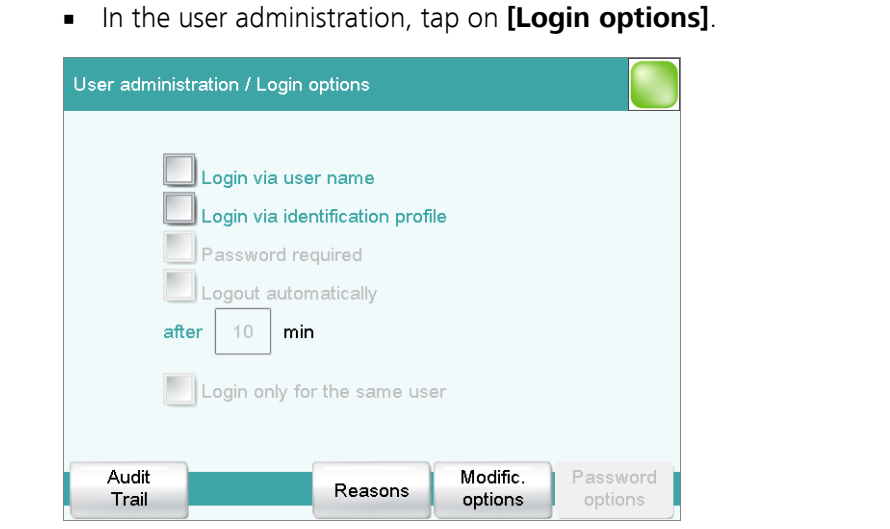 ▪ In the user administration, tap on [Login options].
User administration / Login options
Login via user name
Login via identification profile
Password required
Logout automatically
after 10 min
Login only for the same user
Audit Trail
Reasons
Modific. options
Password options